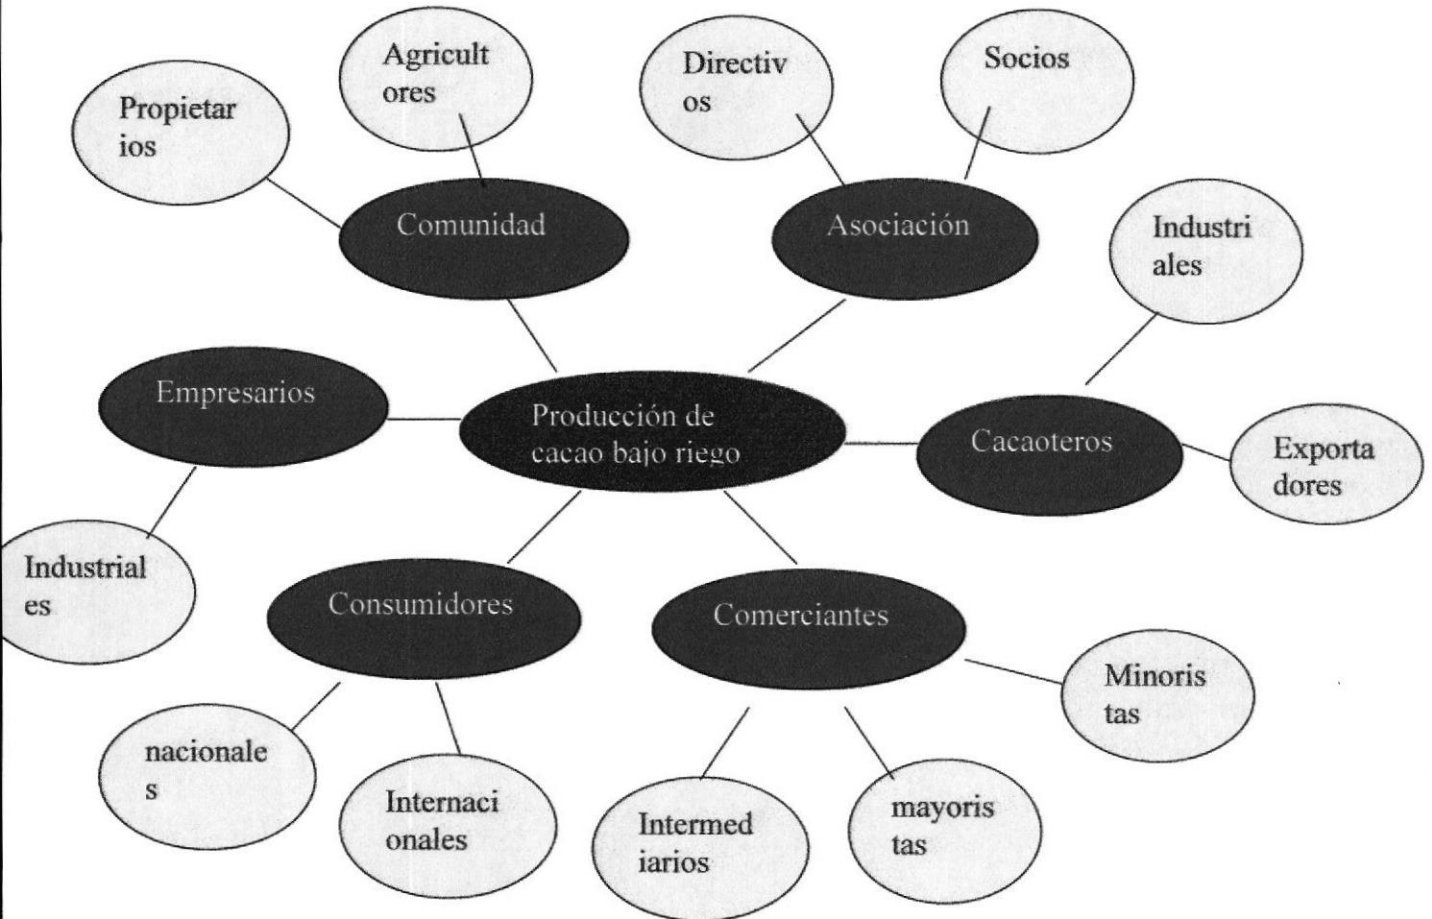 Agricult
ores
Directiv
os
Socios
Propietar
ios
Comunidad
Asociación
Industri
ales
Empresarios
Producción de
cacao bajo riego
Cacaoteros
Exporta
dores
Industrial
es
Consumidores
Comerciantes
Minoris
tas
nacionale
s
Internaci
onales
Intermed
iarios
mayoris
tas